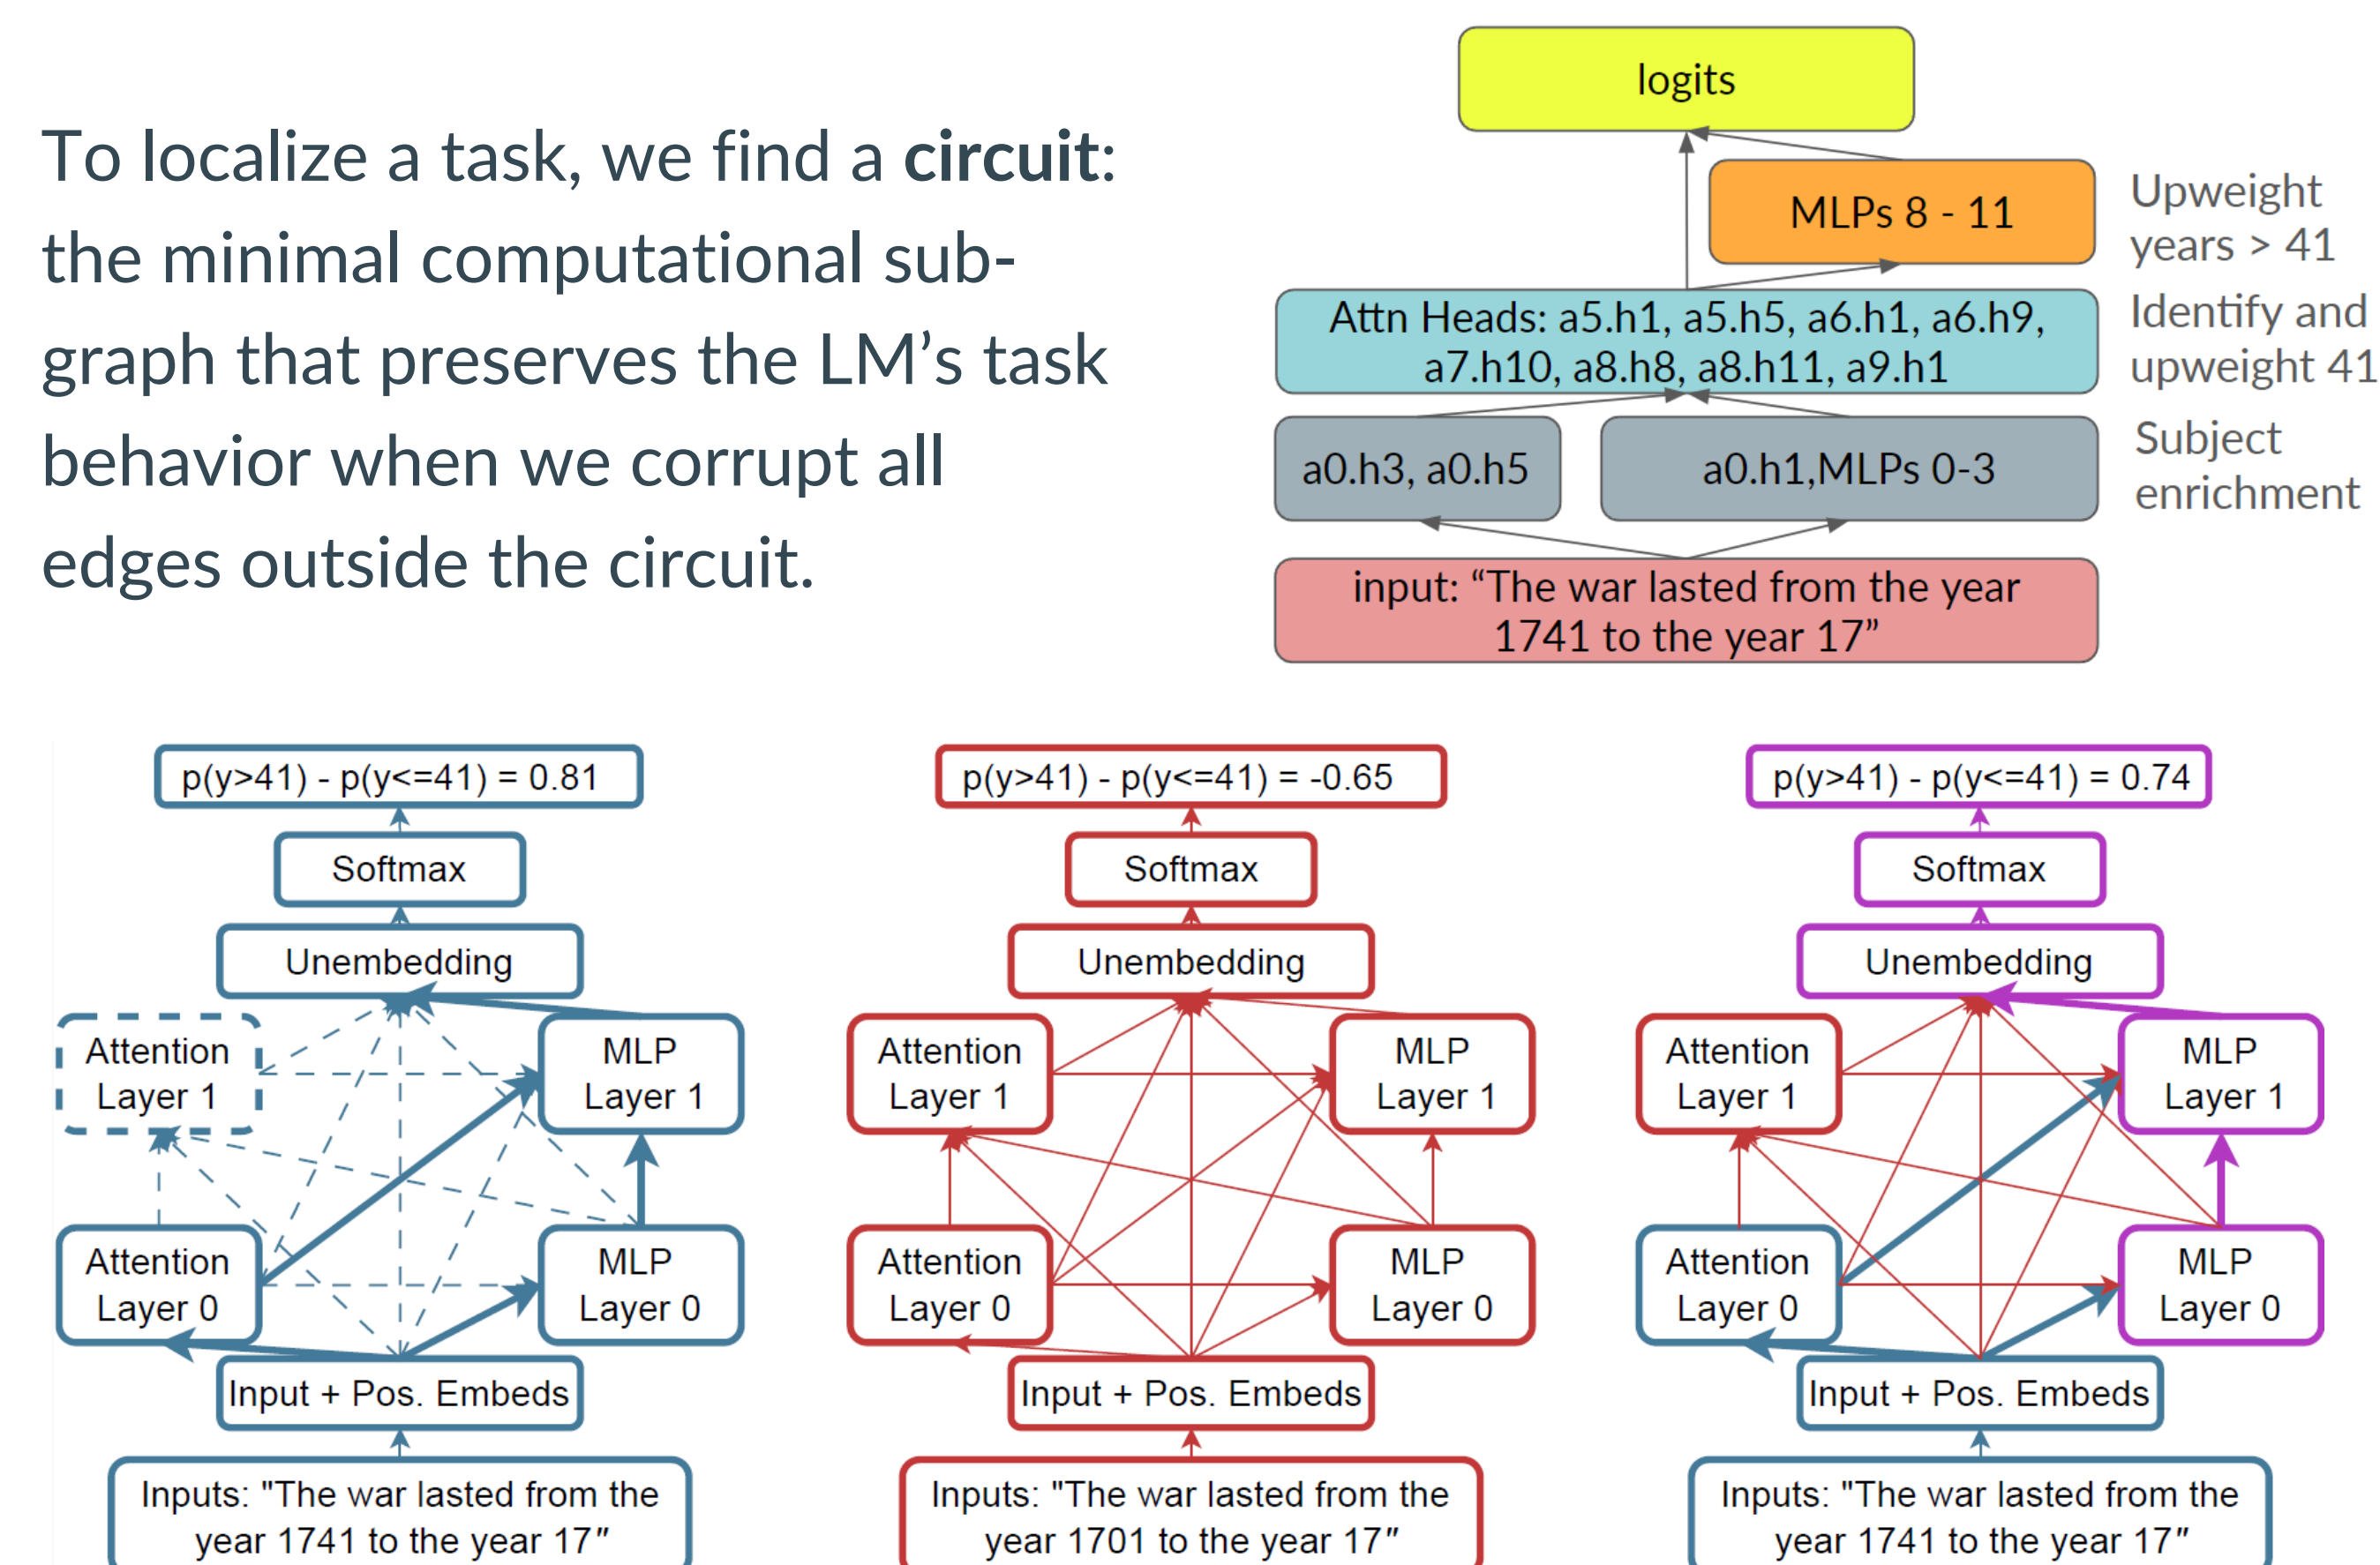 To localize a task, we find a circuit:
the minimal computational sub-
graph that preserves the LM’s task
behavior when we corrupt all
edges outside the circuit.
logits
MLPs 8 - 11
Upweight
years > 41
Attn Heads: a5.h1, a5.h5, a6.h1, a6.h9,
a7.h10, a8.h8, a8.h11, a9.h1
Identify and
upweight 41
a0.h3, a0.h5
a0.h1,MLPs 0-3
Subject
enrichment
input: “The war lasted from the year
1741 to the year 17”
p(y>41) - p(y<=41) = 0.81
Softmax
Unembedding
Attention
Layer 1
MLP
Layer 1
Attention
Layer 0
MLP
Layer 0
Input + Pos. Embeds
Inputs: "The war lasted from the
year 1741 to the year 17"
p(y>41) - p(y<=41) = -0.65
Softmax
Unembedding
Attention
Layer 1
MLP
Layer 1
Attention
Layer 0
MLP
Layer 0
Input + Pos. Embeds
Inputs: "The war lasted from the
year 1701 to the year 17"
p(y>41) - p(y<=41) = 0.74
Softmax
Unembedding
Attention
Layer 1
MLP
Layer 1
Attention
Layer 0
MLP
Layer 0
Input + Pos. Embeds
Inputs: "The war lasted from the
year 1741 to the year 17"